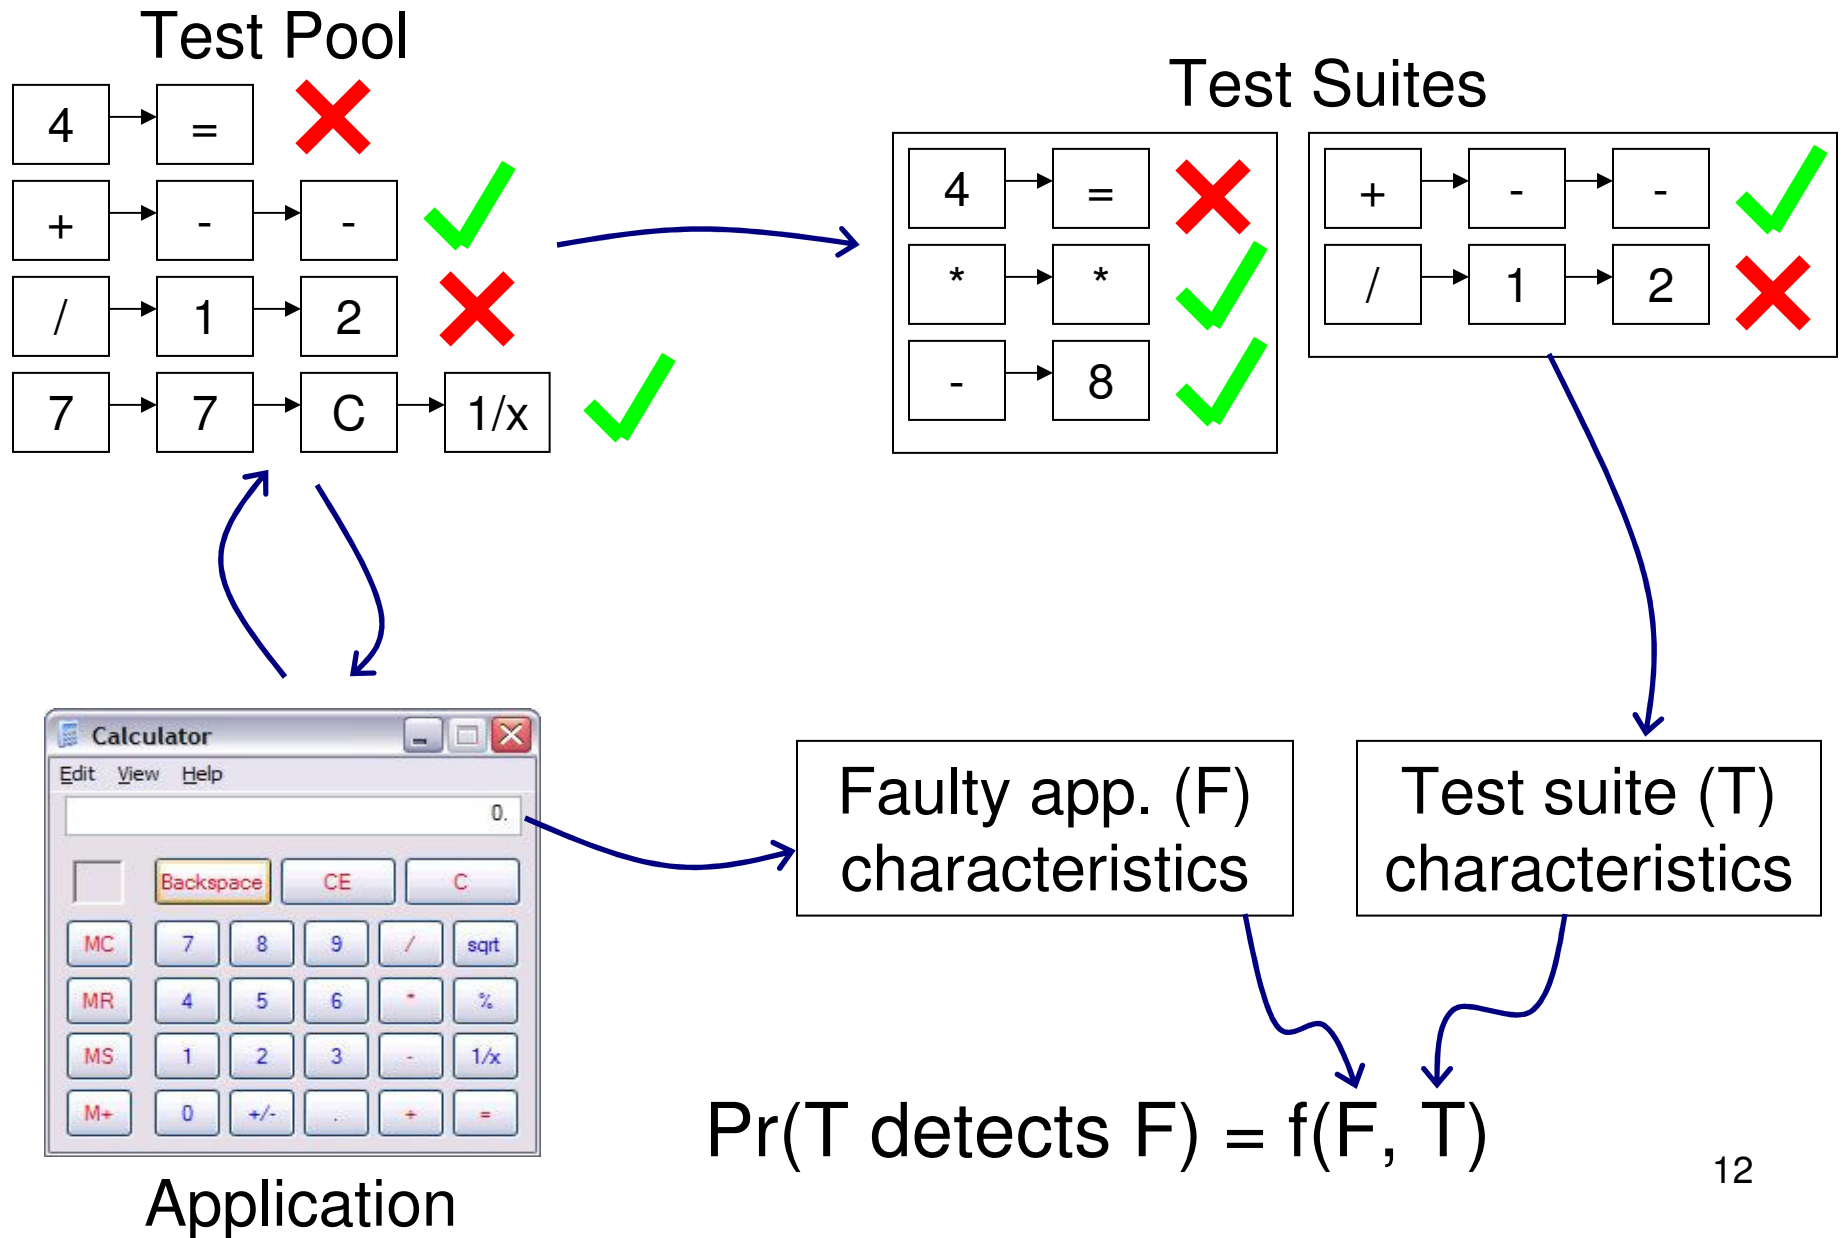 Test Pool
4 =
+ - -
/ 1 2
7 7 C 1/x
Test Suites
4 =
* *
- 8
+ - -
/ 1 2
Calculator
Edit View Help
0.
Backspace CE C
MC 7 8 9 / sqrt
MR 4 5 6 * %
MS 1 2 3 - 1/x
M+ 0 +/- . + =
Application
Faulty app. (F)
characteristics
Test suite (T)
characteristics
Pr(T detects F) = f(F, T)
12